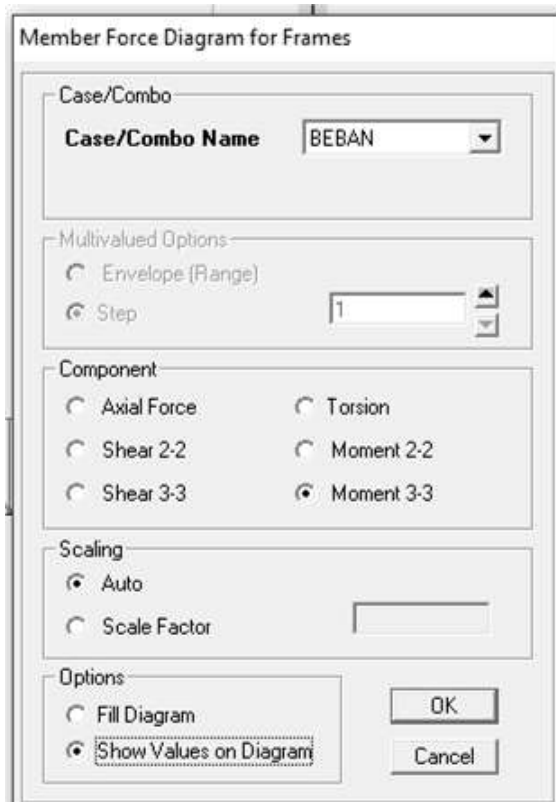 Member Force Diagram for Frames
Case/Combo
Case/Combo Name BEBAN
Multivalued Options
Envelope (Range)
Step 1
Component
Axial Force Torsion
Shear 2-2 Moment 2-2
Shear 3-3 Moment 3-3
Scaling
Auto
Scale Factor
Options
Fill Diagram OK
Show Values on Diagram Cancel